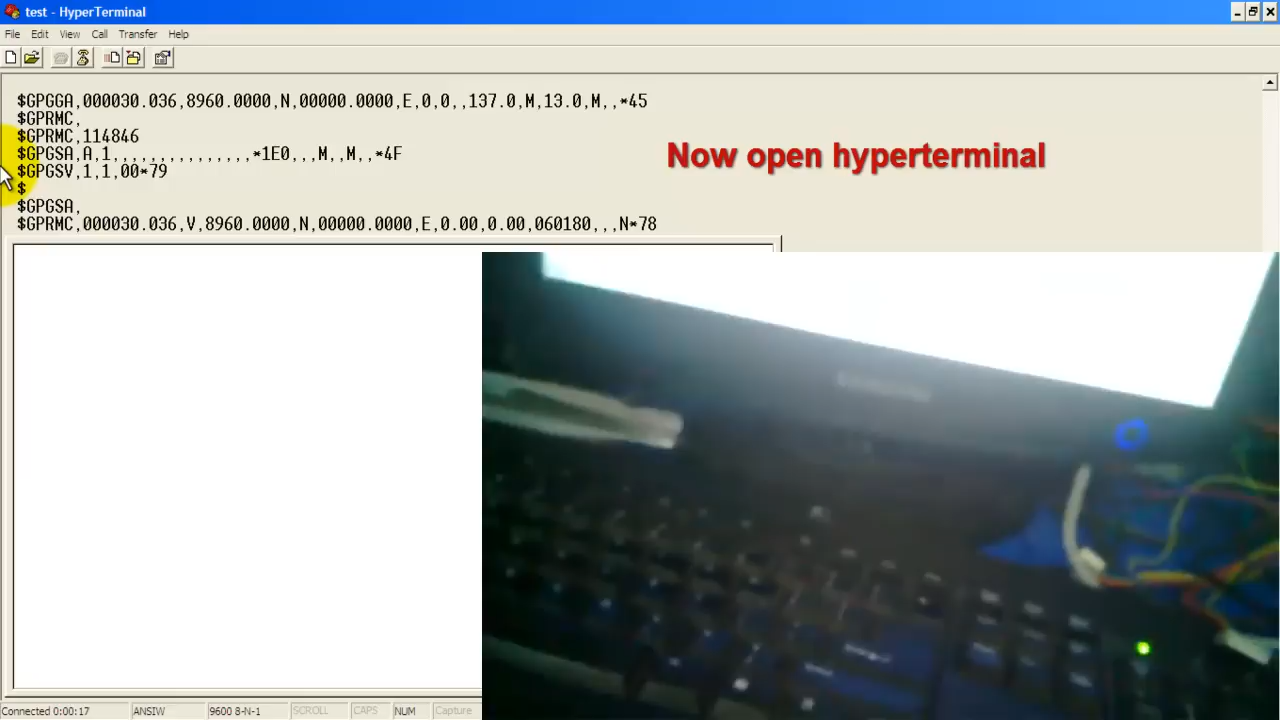 test - HyperTerminal
File Edit View Call Transfer Help
$GPGGA,000030.036,8960.0000,N,00000.0000,E,0,0,,137.0,M,13.0,M,,*45
$GPRMC,
$GPRMC,114846
$GPGSA,A,1,,,,,,,,,,,,,,,*1E0,,,M,,M,,*4F
$GPGSV,1,1,00*79
$
$GPGSA,
$GPRMC,000030.036,V,8960.0000,N,00000.0000,E,0.00,0.00,060180,,,N*78
Now open hyperterminal
Connected 0:00:17 ANSIW 9600 8-N-1 SCROLL CAPS NUM Capture